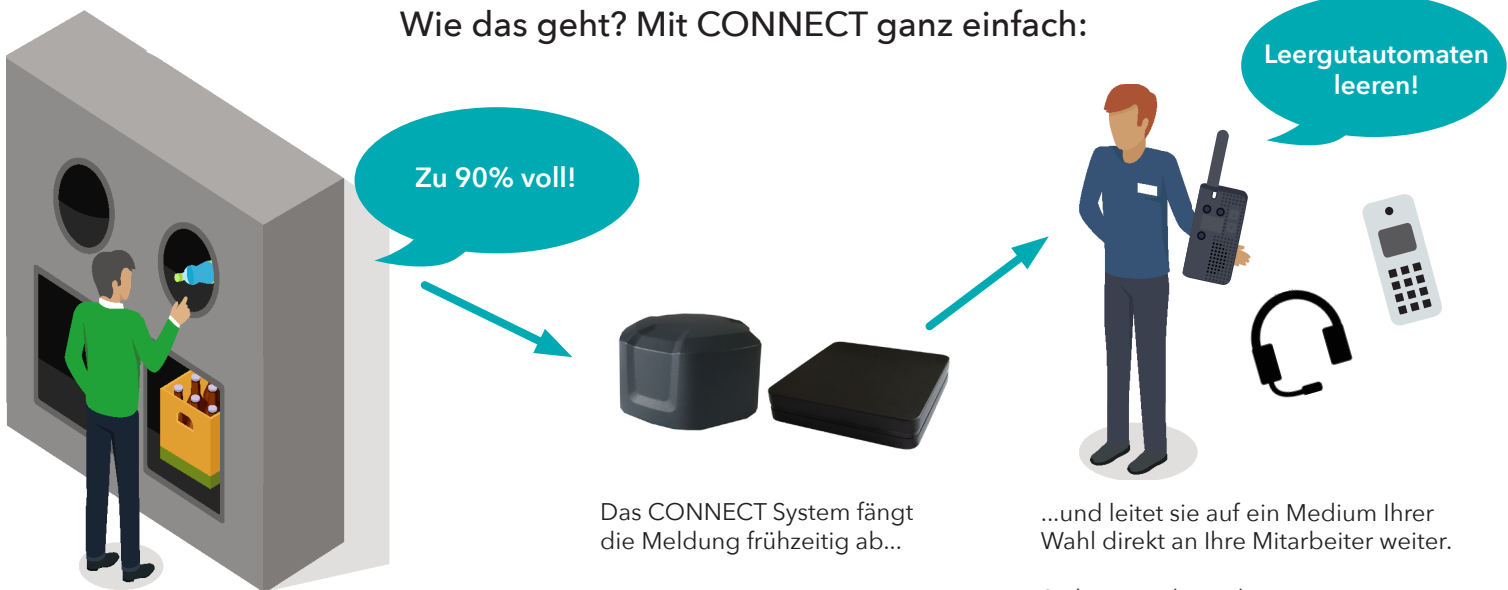 Wie das geht? Mit CONNECT ganz einfach:
Leergutautomaten
leeren!
Zu 90% voll!
Das CONNECT System fängt
die Meldung frühzeitig ab...
...und leitet sie auf ein Medium Ihrer
Wahl direkt an Ihre Mitarbeiter weiter.